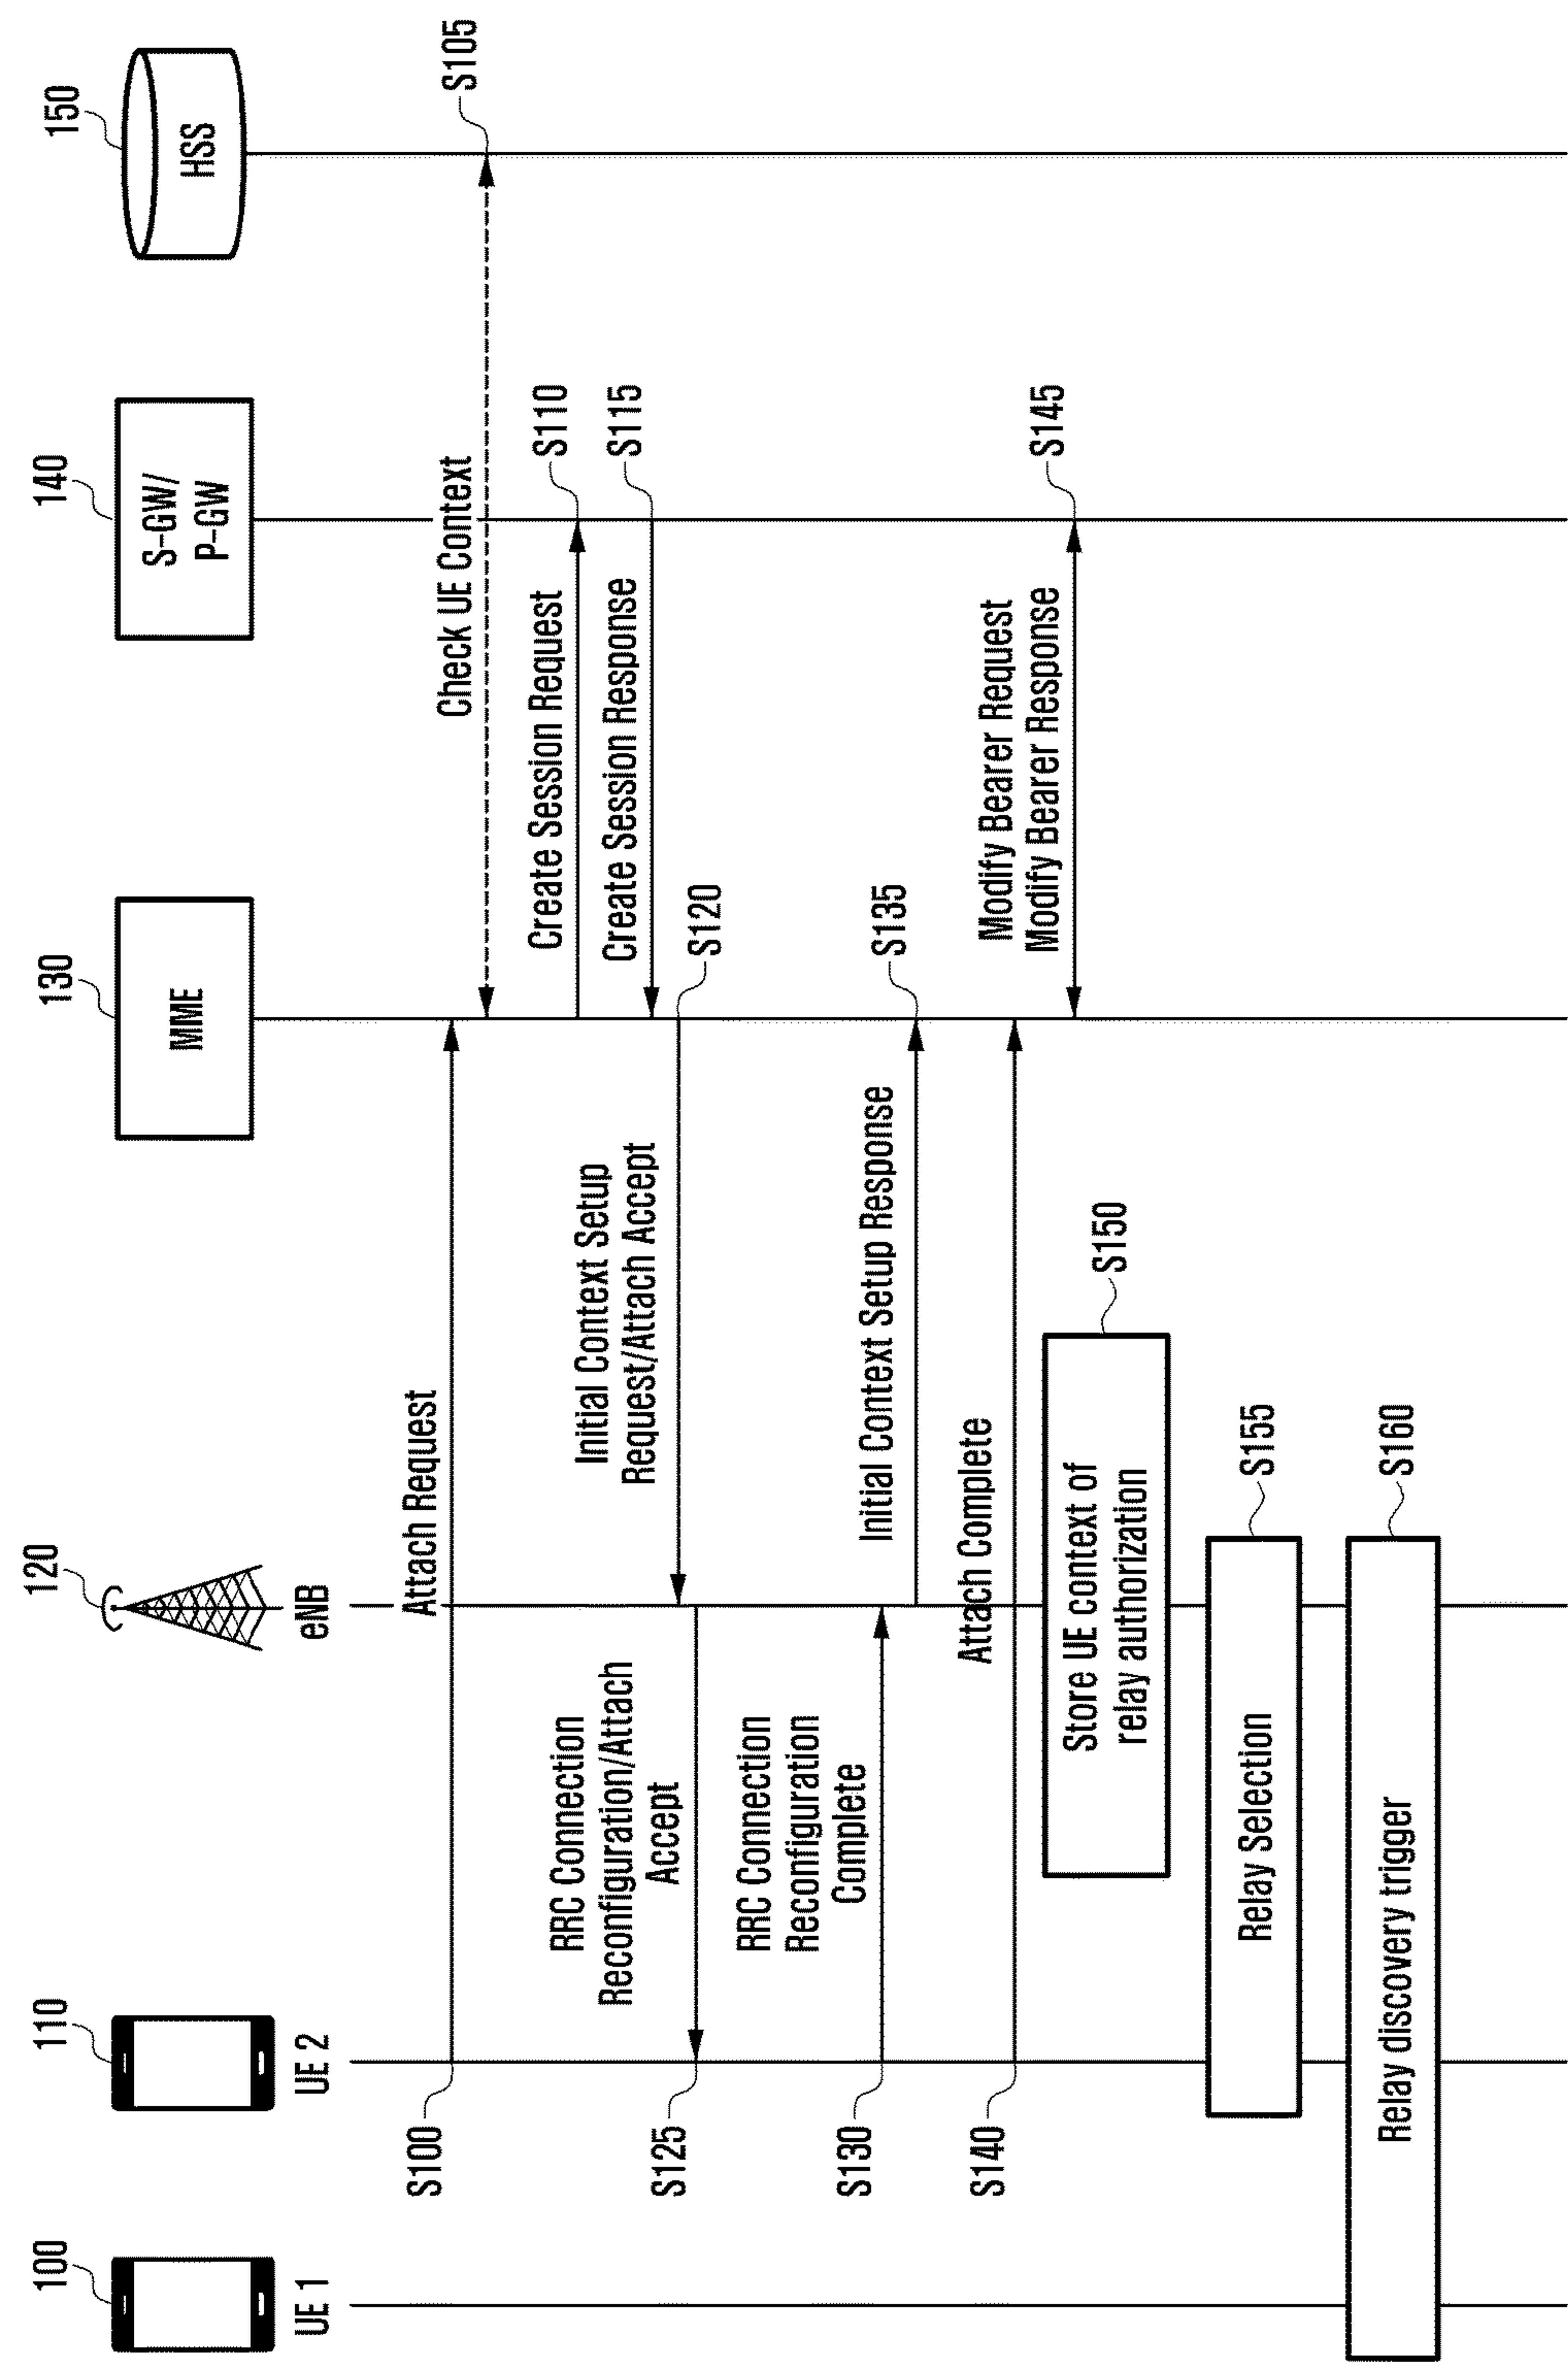 100
UE 1
110
UE 2
120
eNB
130
MME
140
S-GW/
P-GW
150
HSS
S100
Attach Request
Check UE Context
S105
Create Session Request
S110
Create Session Response
S115
Initial Context Setup
Request/Attach Accept
S120
RRC Connection
Reconfiguration/Attach
Accept
S125
RRC Connection
Reconfiguration
Complete
S130
Initial Context Setup Response
S135
Attach Complete
S140
Modify Bearer Request
Modify Bearer Response
S145
Store UE context of
relay authorization
S150
Relay Selection
S155
Relay discovery trigger
S160